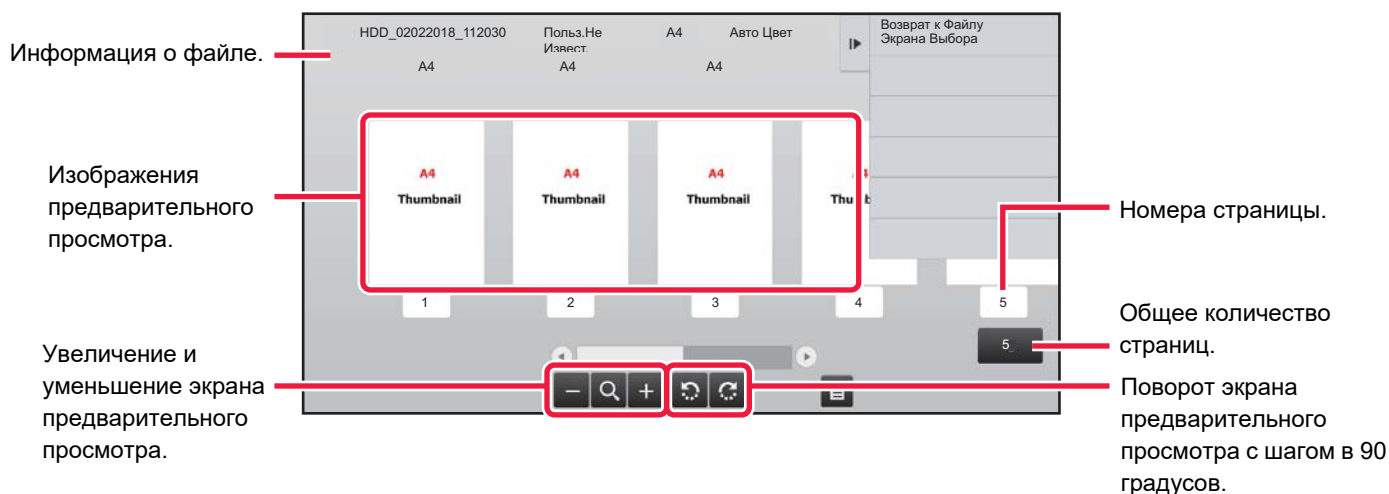 Информация о файле.
HDD_02022018_112030
Польз.Не
Извест.
A4
Авто Цвет
Возврат к Файлу
Экрана Выбора
A4
A4
A4
Изображения
предварительного
просмотра.
A4
Thumbnail
A4
Thumbnail
A4
Thumbnail
Номера страницы.
1
2
3
4
5
Общее количество
страниц.
5
Увеличение и
уменьшение экрана
предварительного
просмотра.
Поворот экрана
предварительного
просмотра с шагом в 90
градусов.